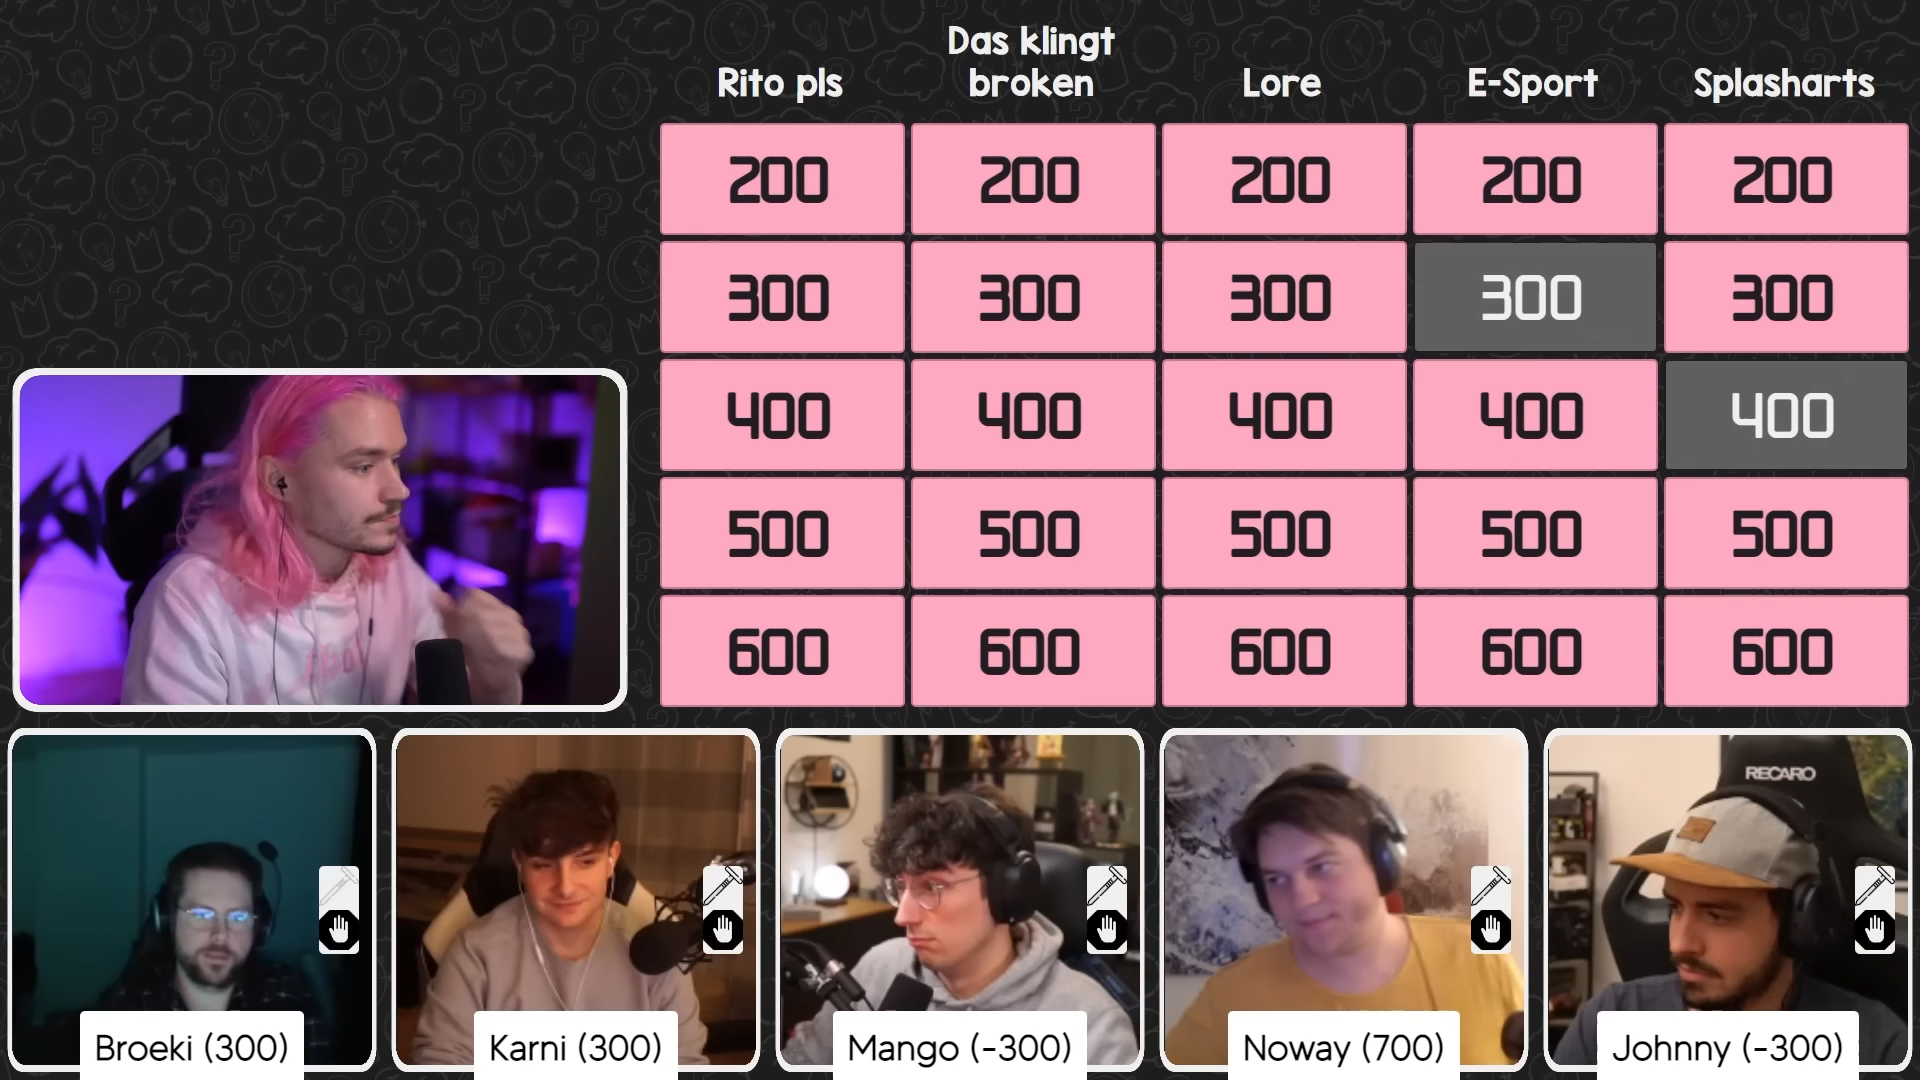 Das klingt
Rito pls broken Lore E-Sport Splasharts
200 200 200 200 200
300 300 300 300 300
400 400 400 400 400
500 500 500 500 500
600 600 600 600 600
RECARO
Broeki (300) Karni (300) Mango (-300) Noway (700) Johnny (-300)